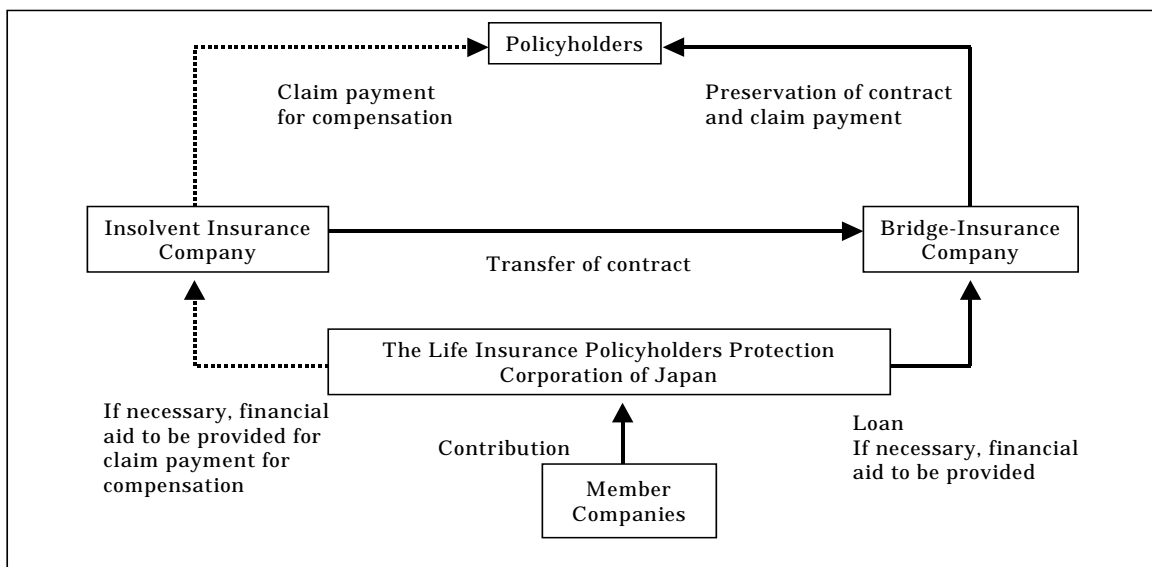 Policyholders
Claim payment
for compensation
Preservation of contract
and claim payment
Insolvent Insurance
Company
Bridge-Insurance
Company
Transfer of contract
The Life Insurance Policyholders Protection
Corporation of Japan
If necessary, financial
aid to be provided for
claim payment for
compensation
Contribution
Loan
If necessary, financial
aid to be provided
Member
Companies